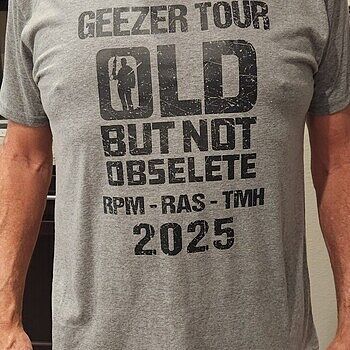 GEEZER TOUR
OLD
BUT NOT
OBSELETE
RPM - RAS - TMH
2025